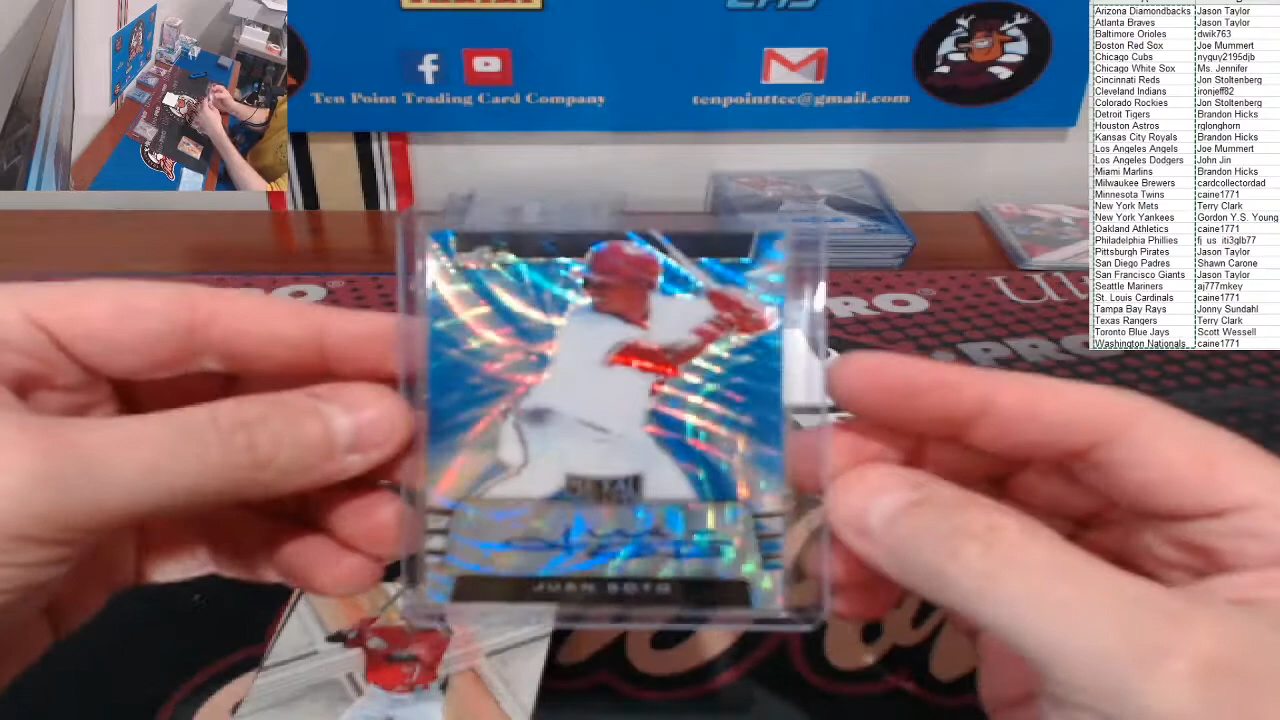 Ten Point Trading Card Company
tenpointtcc@gmail.com
Arizona Diamondbacks Jason Taylor
Atlanta Braves Jason Taylor
Baltimore Orioles dwik763
Boston Red Sox Joe Mummert
Chicago Cubs nyguy2195djb
Chicago White Sox Ms. Jennifer
Cincinnati Reds Jon Stoltenberg
Cleveland Indians ironjeff82
Colorado Rockies Jon Stoltenberg
Detroit Tigers Brandon Hicks
Houston Astros rglonghorn
Kansas City Royals Brandon Hicks
Los Angeles Angels Joe Mummert
Los Angeles Dodgers John Jin
Miami Marlins Brandon Hicks
Milwaukee Brewers cardcollectordad
Minnesota Twins caine1771
New York Mets Terry Clark
New York Yankees Gordon Y.S. Young
Oakland Athletics caine1771
Philadelphia Phillies fj_us_iti3glb77
Pittsburgh Pirates Jason Taylor
San Diego Padres Shawn Carone
San Francisco Giants Jason Taylor
Seattle Mariners aj777mkey
St. Louis Cardinals caine1771
Tampa Bay Rays Jonny Sundahl
Texas Rangers Terry Clark
Toronto Blue Jays Scott Wessell
Washington Nationals caine1771
PRO
PRO
METAL
JUAN SOTO